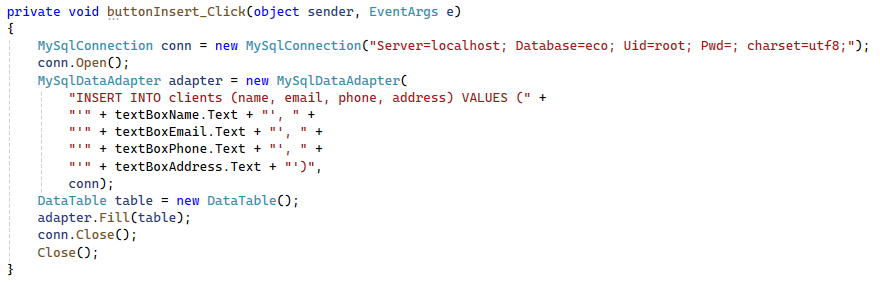 private void buttonInsert_Click(object sender, EventArgs e)
{
MySqlConnection conn = new MySqlConnection("Server=localhost; Database=eco; Uid=root; Pwd=; charset=utf8;");
conn.Open();
MySqlDataAdapter adapter = new MySqlDataAdapter(
"INSERT INTO clients (name, email, phone, address) VALUES (" +
"'" + textBoxName.Text + "', " +
"'" + textBoxEmail.Text + "', " +
"'" + textBoxPhone.Text + "', " +
"'" + textBoxAddress.Text + "')",
conn);
DataTable table = new DataTable();
adapter.Fill(table);
conn.Close();
Close();
}